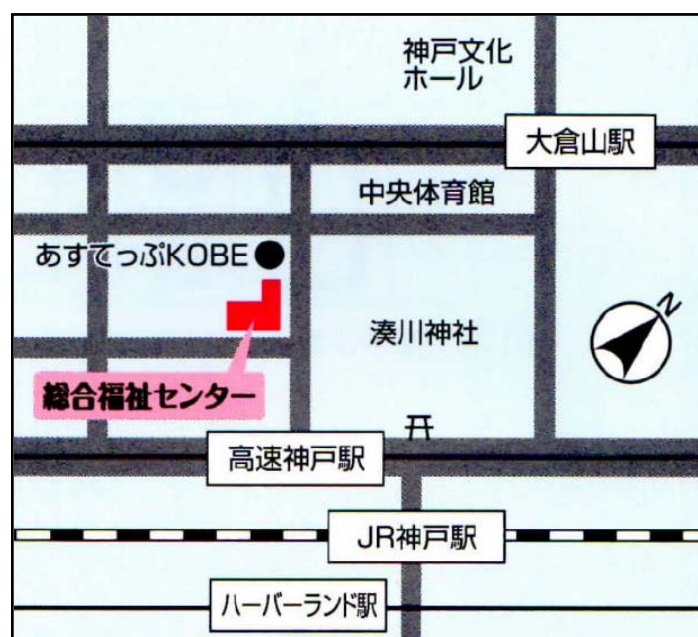 神戸文化
ホール
大倉山駅
中央体育館
あすてっぷKOBE
湊川神社
N
総合福祉センター
高速神戸駅
JR神戸駅
ハーバーランド駅